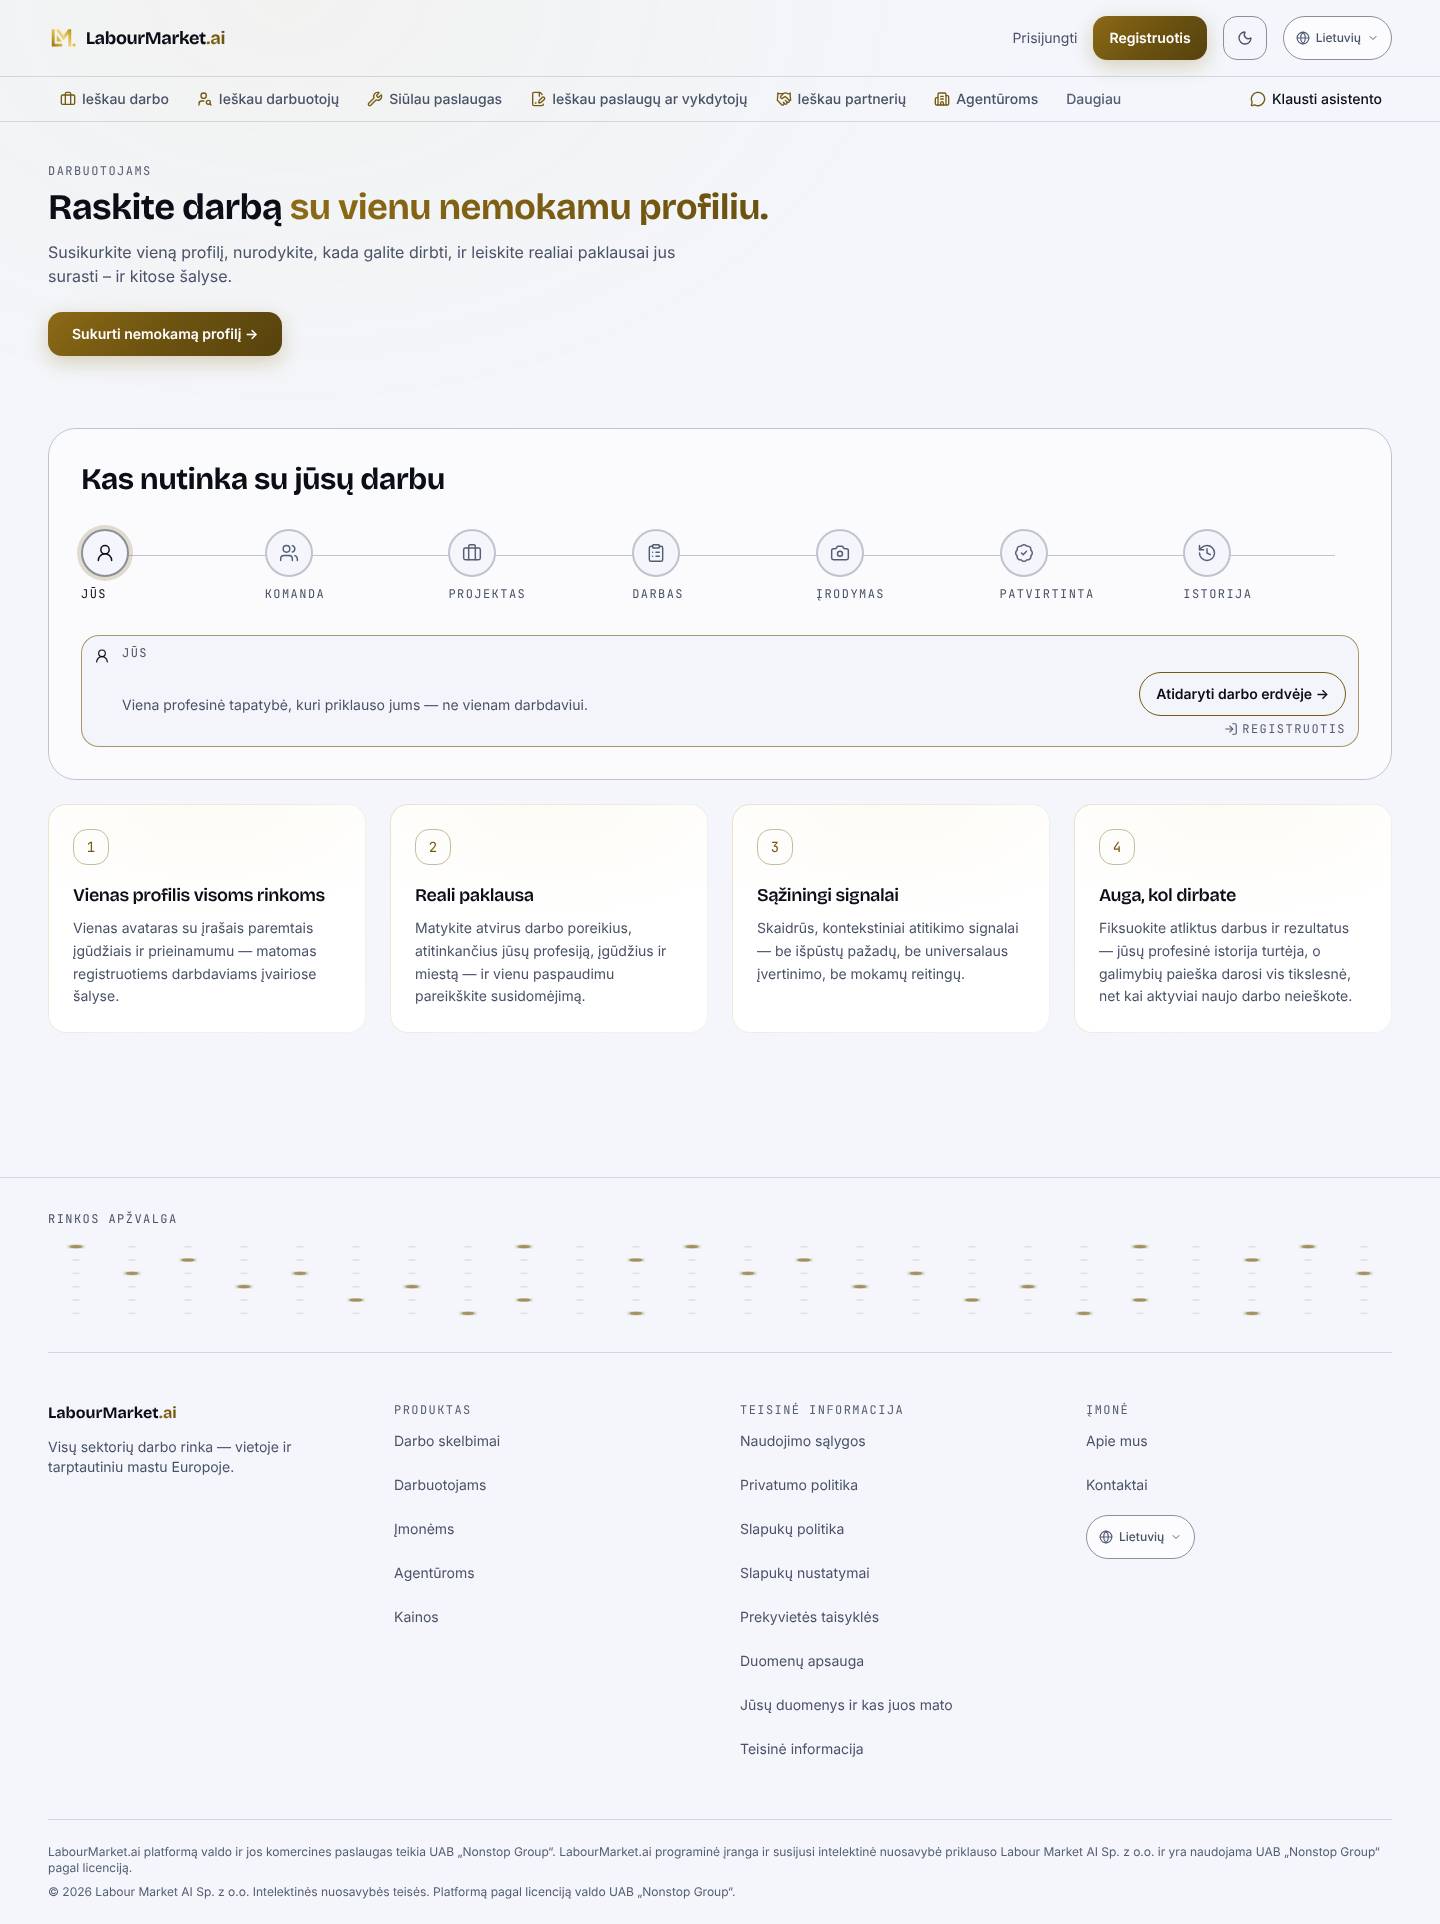 LabourMarket.ai
Prisijungti
Registruotis
Lietuvių
Ieškau darbo
Ieškau darbuotojų
Siūlau paslaugas
Ieškau paslaugų ar vykdytojų
Ieškau partnerių
Agentūroms
Daugiau
Klausti asistento
DARBUOTOJAMS
Raskite darbą su vienu nemokamu profiliu.
Susikurkite vieną profilį, nurodykite, kada galite dirbti, ir leiskite realiai paklausai jus
surasti – ir kitose šalyse.
Sukurti nemokamą profilį →
Kas nutinka su jūsų darbu
JŪS
KOMANDA
PROJEKTAS
DARBAS
ĮRODYMAS
PATVIRTINTA
ISTORIJA
JŪS
Viena profesinė tapatybė, kuri priklauso jums — ne vienam darbdaviui.
Atidaryti darbo erdvėje →
REGISTRUOTIS
1
Vienas profilis visoms rinkoms
Vienas avataras su įrašais paremtais
įgūdžiais ir prieinamumu — matomas
registruotiems darbdaviams įvairiose
šalyse.
2
Reali paklausa
Matykite atvirus darbo poreikius,
atitinkančius jūsų profesiją, įgūdžius ir
miestą — ir vienu paspaudimu
pareikškite susidomėjimą.
3
Sąžiningi signalai
Skaidrūs, kontekstiniai atitikimo signalai
— be išpūstų pažadų, be universalaus
įvertinimo, be mokamų reitingų.
4
Auga, kol dirbate
Fiksuokite atliktus darbus ir rezultatus
— jūsų profesinė istorija turtėja, o
galimybių paieška darosi vis tikslesnė,
net kai aktyviai naujo darbo neieškote.
RINKOS APŽVALGA
LabourMarket.ai
Visų sektorių darbo rinka — vietoje ir
tarptautiniu mastu Europoje.
PRODUKTAS
Darbo skelbimai
Darbuotojams
Įmonėms
Agentūroms
Kainos
TEISINĖ INFORMACIJA
Naudojimo sąlygos
Privatumo politika
Slapukų politika
Slapukų nustatymai
Prekyvietės taisyklės
Duomenų apsauga
Jūsų duomenys ir kas juos mato
Teisinė informacija
ĮMONĖ
Apie mus
Kontaktai
Lietuvių
LabourMarket.ai platformą valdo ir jos komercines paslaugas teikia UAB „Nonstop Group“. LabourMarket.ai programinė įranga ir susijusi intelektinė nuosavybė priklauso Labour Market AI Sp. z o.o. ir yra naudojama UAB „Nonstop Group“
pagal licenciją.
© 2026 Labour Market AI Sp. z o.o. Intelektinės nuosavybės teisės. Platformą pagal licenciją valdo UAB „Nonstop Group“.